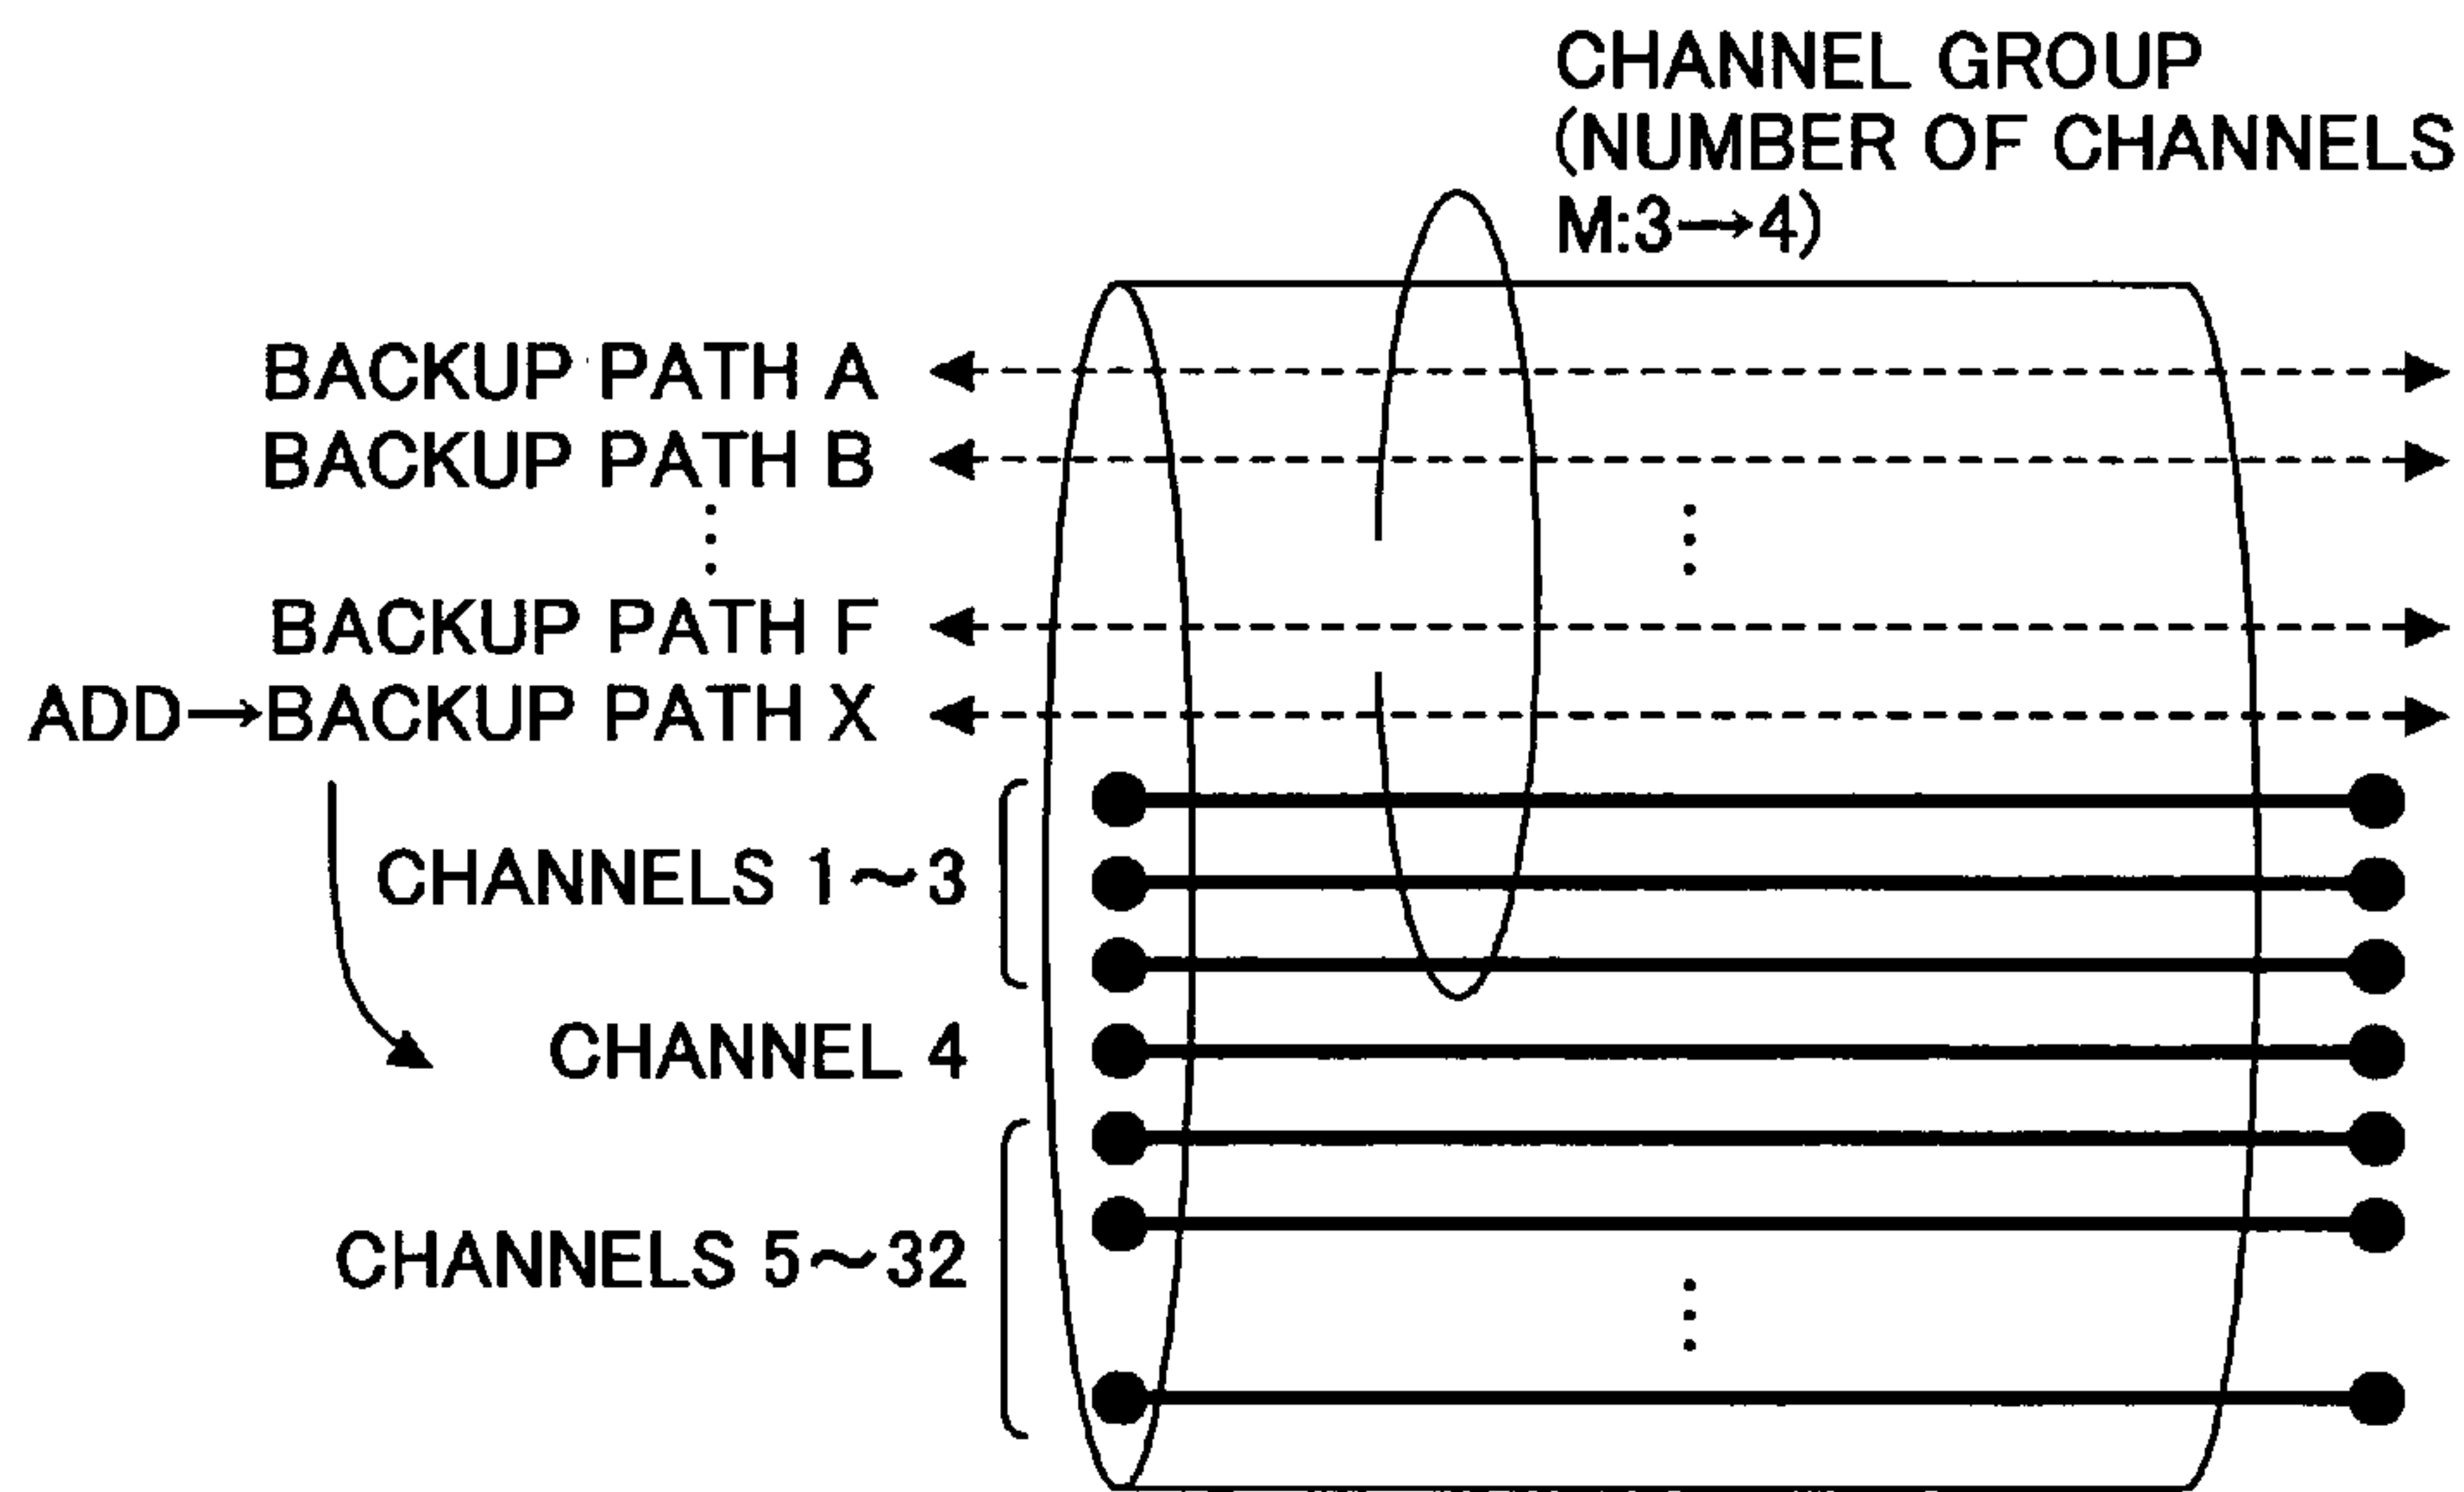 CHANNEL GROUP
(NUMBER OF CHANNELS
M:3→4)
BACKUP PATH A
BACKUP PATH B
BACKUP PATH F
ADD→BACKUP PATH X
CHANNELS 1～3
CHANNEL 4
CHANNELS 5～32